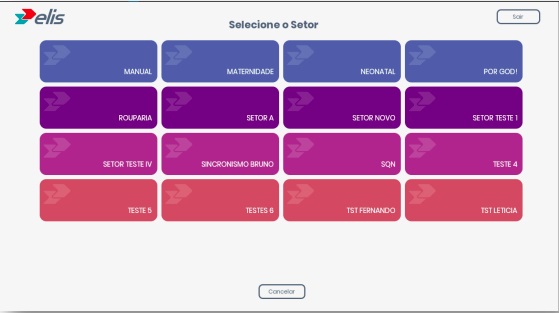 elis
Selecione o Setor
Sair
MANUAL
MATERNIDADE
NEONATAL
POR GOD!
ROUPARIA
SETOR A
SETOR NOVO
SETOR TESTE 1
SETOR TESTE IV
SINCRONISMO BRUNO
SQN
TESTE 4
TESTE 5
TESTES 6
TST FERNANDO
TST LETICIA
Cancelar